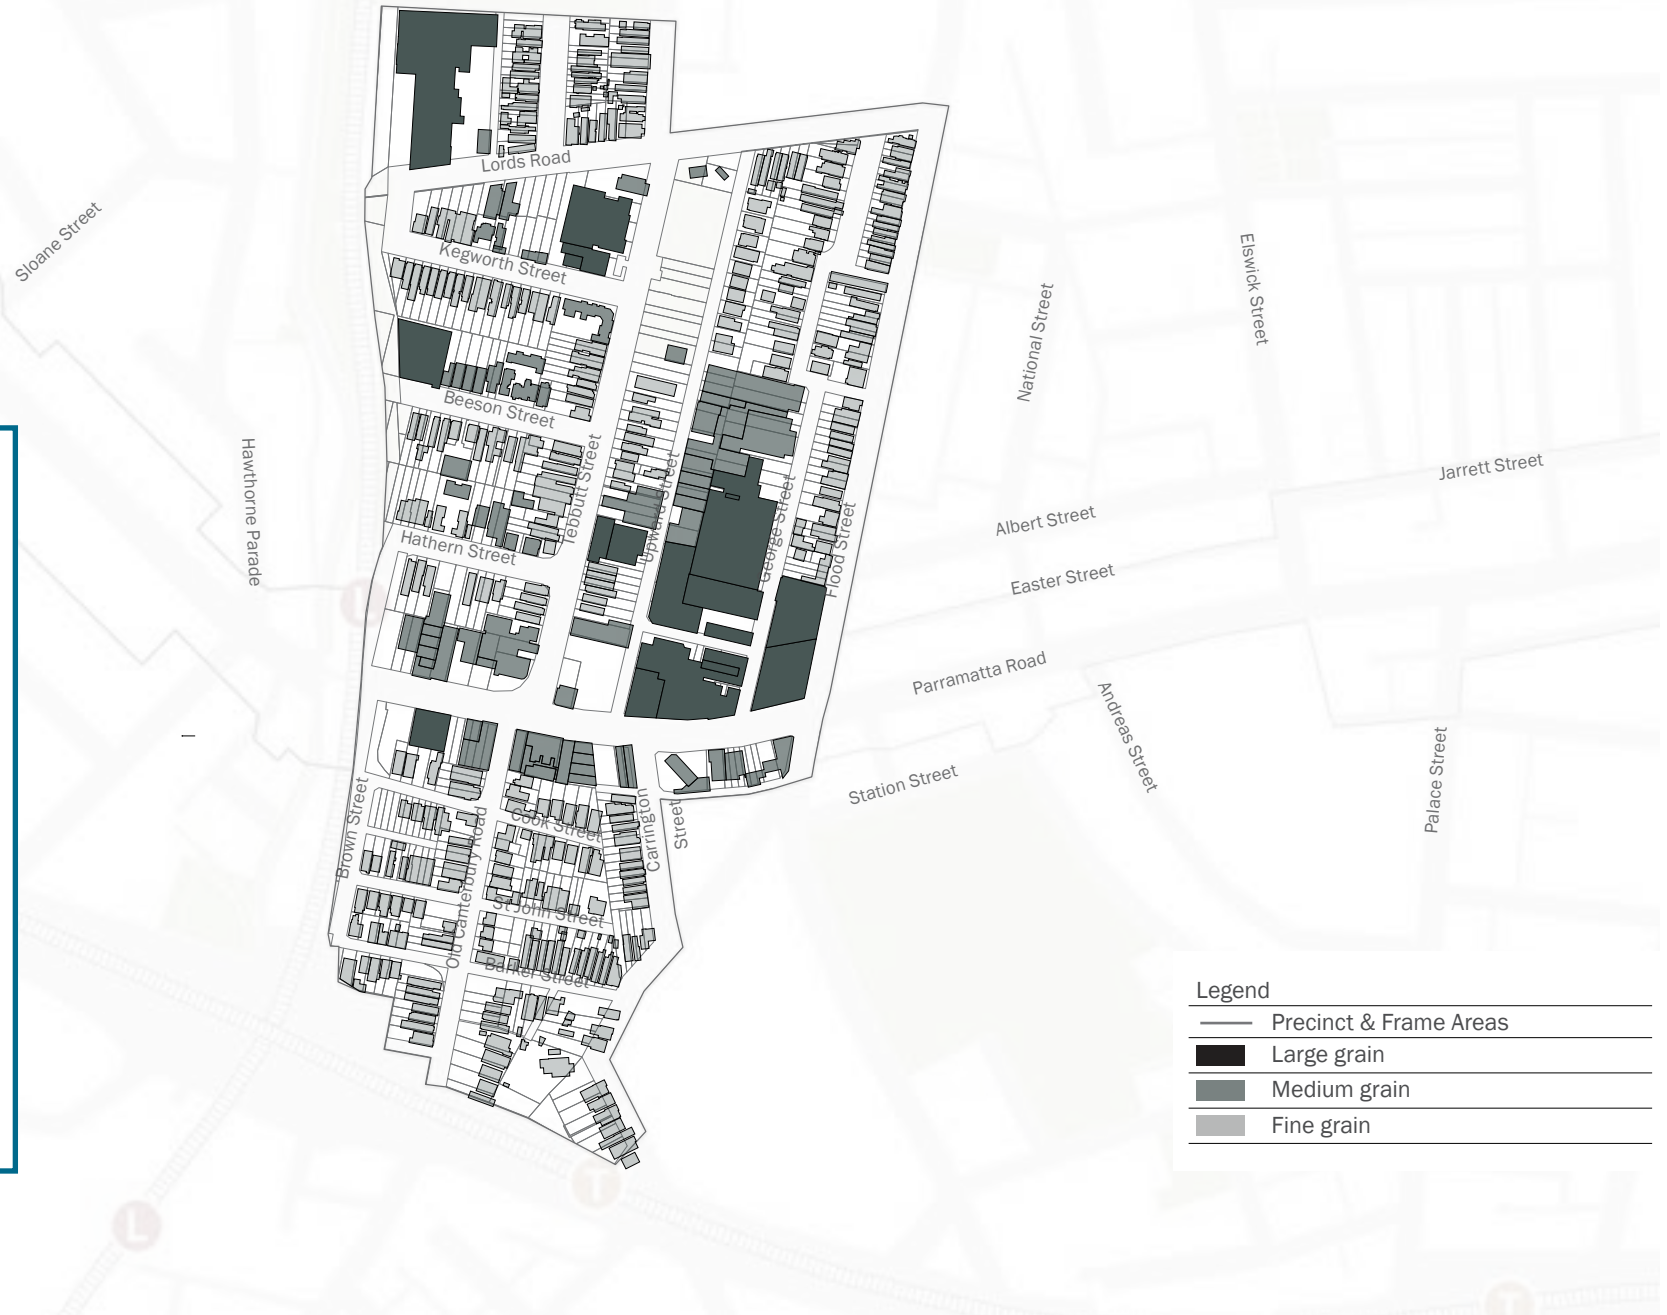 Lords Road
Sloane Street
Kegworth Street
Elswick Street
National Street
Beeson Street
Hawthorne Parade
Tebbutt Street
Upward Street
George Street
Flood Street
Jarrett Street
Albert Street
Hathern Street
Easter Street
Parramatta Road
Andreas Street
Station Street
Palace Street
Brown Street
Old Canterbury Road
Cook Street
Carrington
Street
St John Street
Barker Street
L
L
T
T
Legend
Precinct & Frame Areas
Large grain
Medium grain
Fine grain